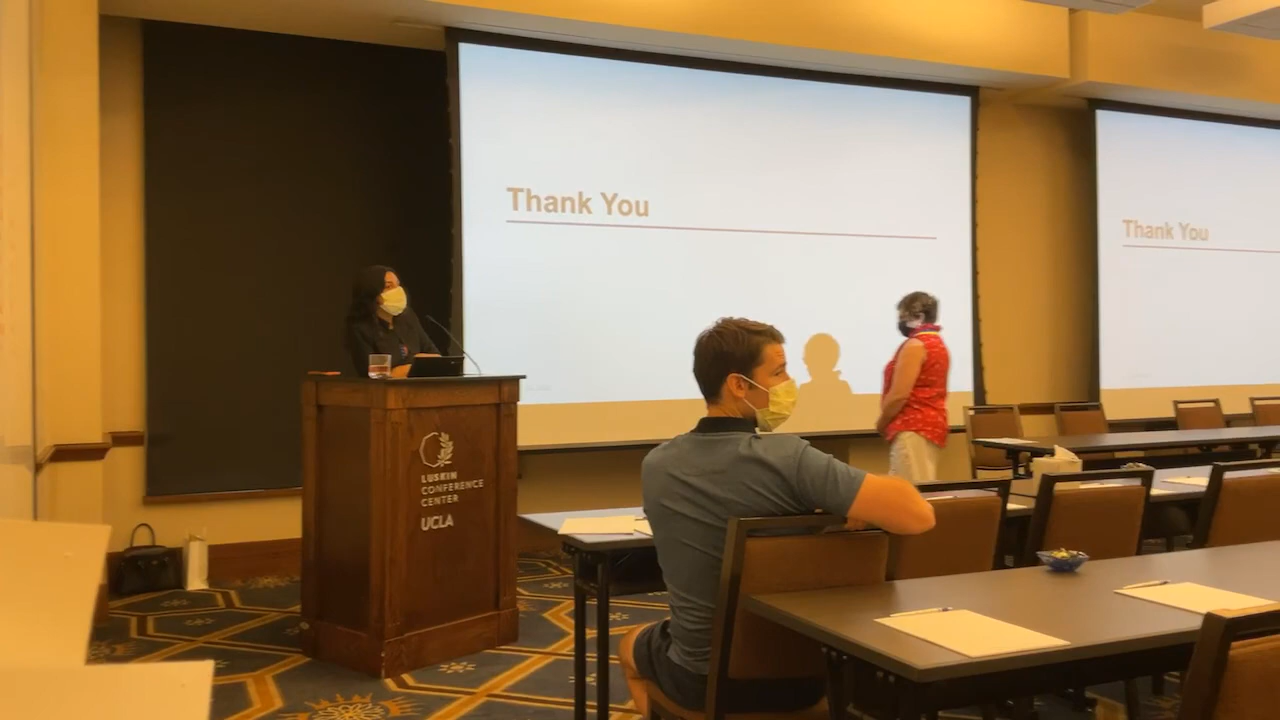 Thank You
Thank You
LUSKIN
CONFERENCE
CENTER
UCLA